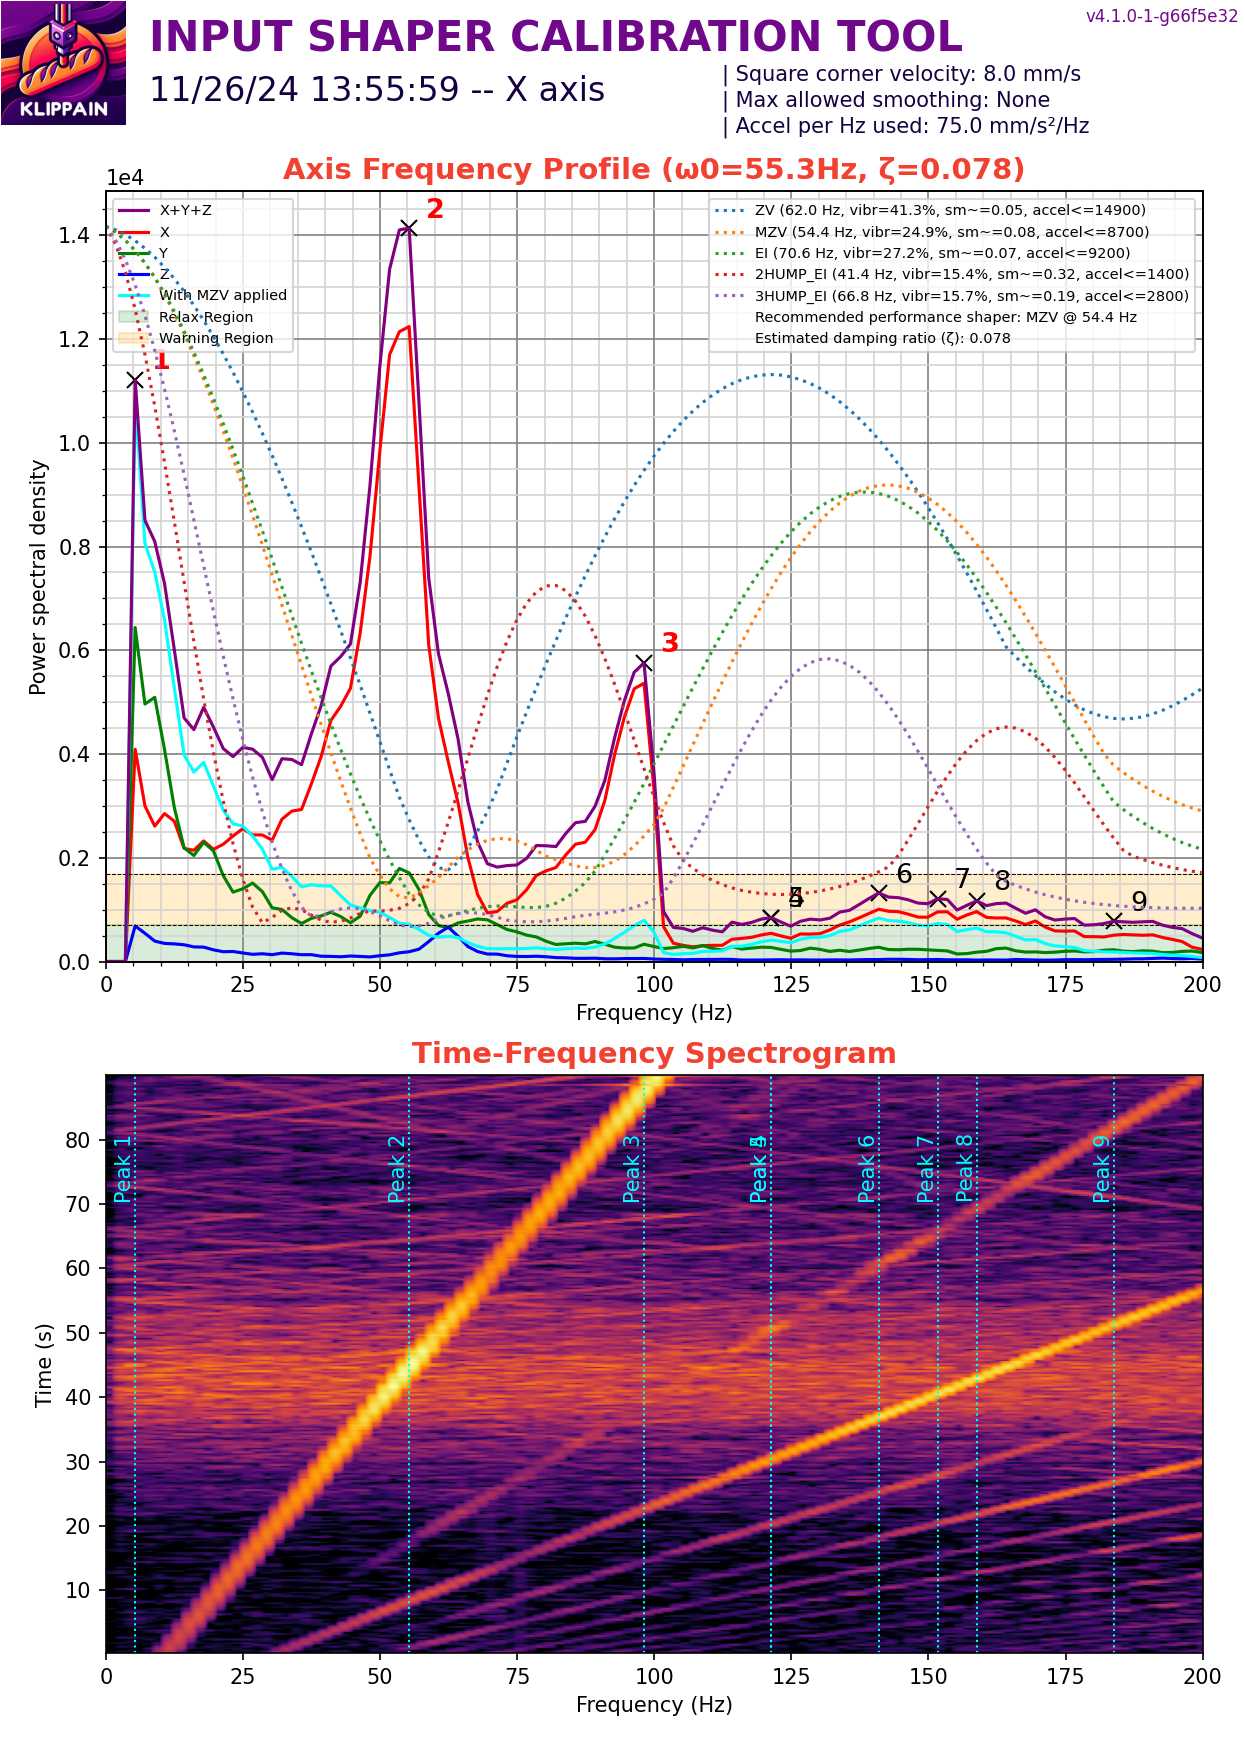 v4.1.0-1-g66f5e32
INPUT SHAPER CALIBRATION TOOL
11/26/24 13:55:59 -- X axis
| Square corner velocity: 8.0 mm/s
| Max allowed smoothing: None
| Accel per Hz used: 75.0 mm/s²/Hz
KLIPPAIN
Axis Frequency Profile (ω0=55.3Hz, ζ=0.078)
1e4
X+Y+Z
X
Y
Z
With MZV applied
Relax Region
Warning Region
ZV (62.0 Hz, vibr=41.3%, sm~=0.05, accel<=14900)
MZV (54.4 Hz, vibr=24.9%, sm~=0.08, accel<=8700)
EI (70.6 Hz, vibr=27.2%, sm~=0.07, accel<=9200)
2HUMP_EI (41.4 Hz, vibr=15.4%, sm~=0.32, accel<=1400)
3HUMP_EI (66.8 Hz, vibr=15.7%, sm~=0.19, accel<=2800)
Recommended performance shaper: MZV @ 54.4 Hz
Estimated damping ratio (ζ): 0.078
1
2
3
6
7
8
9
Power spectral density
1.4
1.2
1.0
0.8
0.6
0.4
0.2
0.0
0 25 50 75 100 125 150 175 200
Frequency (Hz)
Time-Frequency Spectrogram
Peak 1
Peak 2
Peak 3
Peak
Peak 6
Peak 7
Peak 8
Peak 9
Time (s)
80
70
60
50
40
30
20
10
0 25 50 75 100 125 150 175 200
Frequency (Hz)